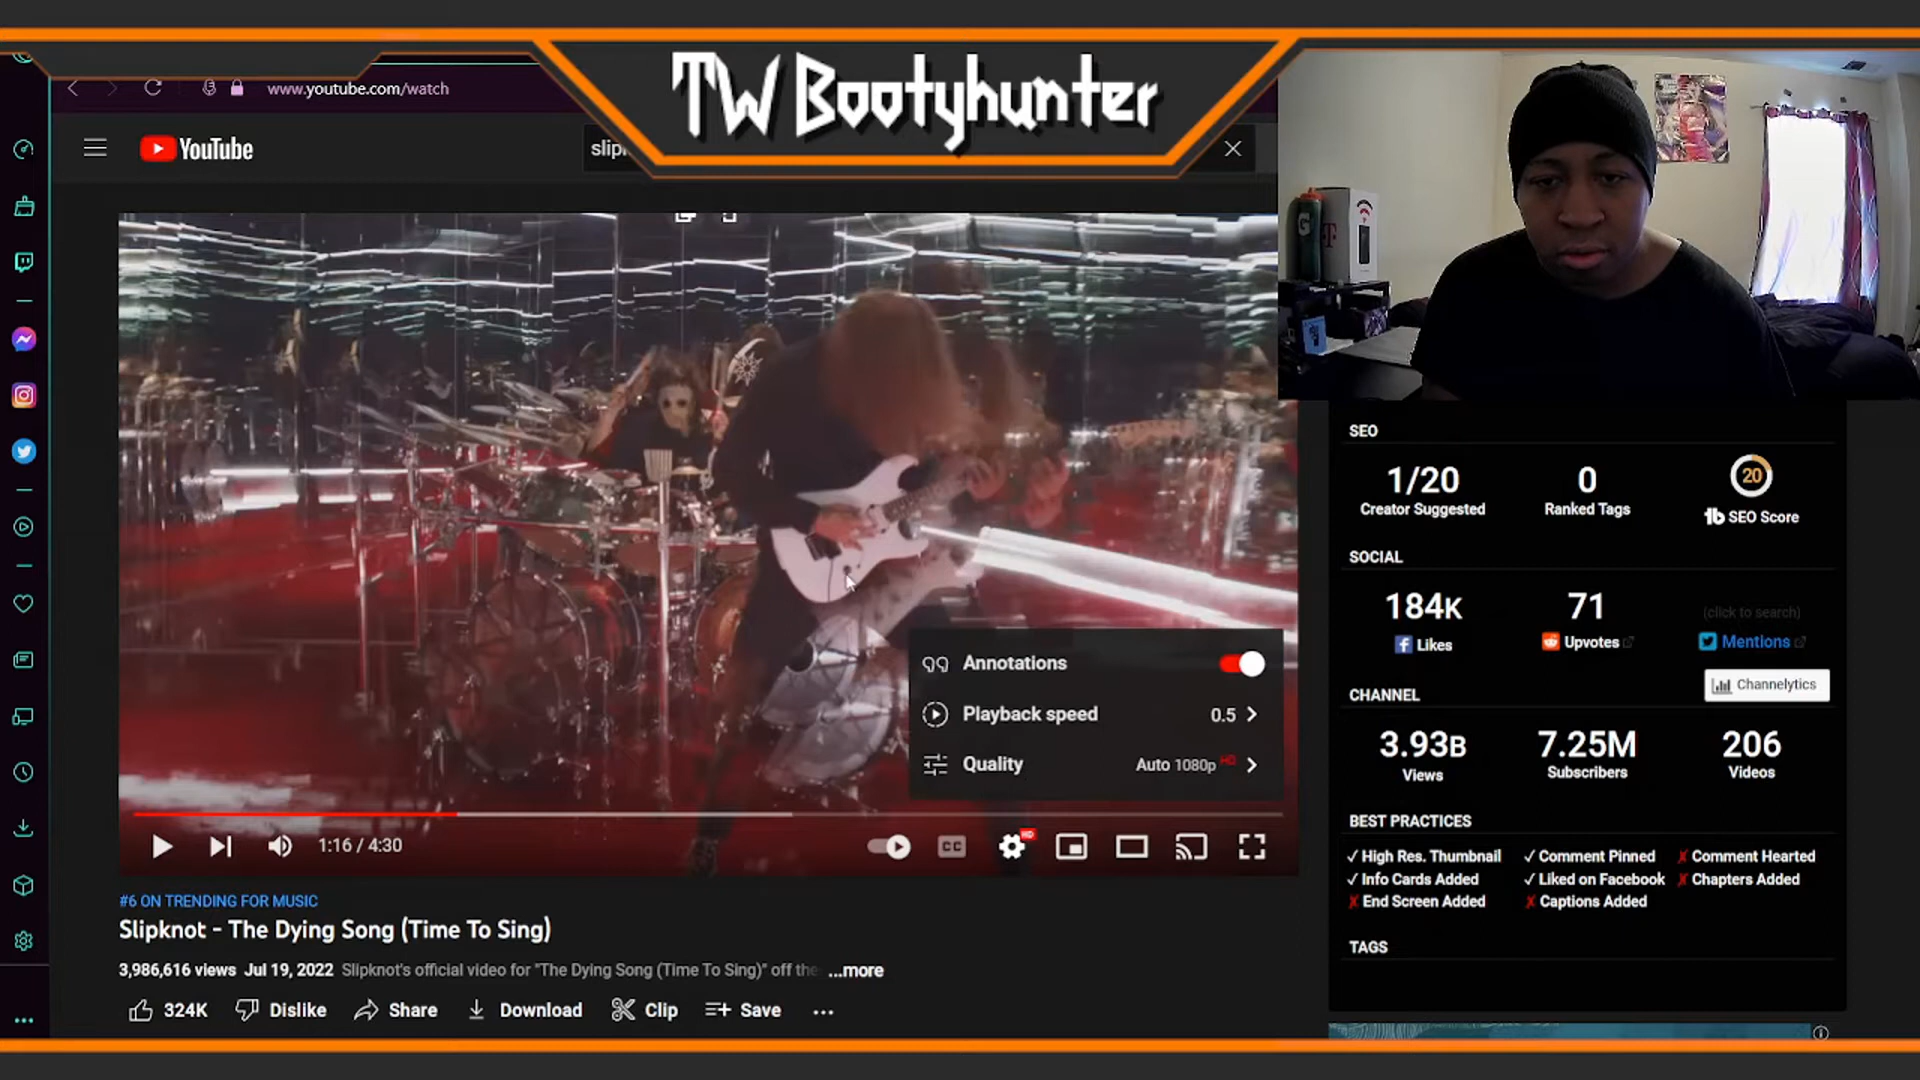 TW Bootyhunter
www.youtube.com/watch
YouTube
slip
Annotations
Playback speed 0.5
Quality Auto 1080p HD
1:16 / 4:30
CC
HD
#6 ON TRENDING FOR MUSIC
Slipknot - The Dying Song (Time To Sing)
3,986,616 views Jul 19, 2022 Slipknot's official video for "The Dying Song (Time To Sing)" off the ...more
324K Dislike Share Download Clip Save
G
T
SEO
1/20 0 20
Creator Suggested Ranked Tags tb SEO Score
SOCIAL
184K 71 (click to search)
Likes Upvotes Mentions
Channelytics
CHANNEL
3.93B 7.25M 206
Views Subscribers Videos
BEST PRACTICES
✓ High Res. Thumbnail ✓ Comment Pinned ✗ Comment Hearted
✓ Info Cards Added ✓ Liked on Facebook ✗ Chapters Added
✗ End Screen Added ✗ Captions Added
TAGS